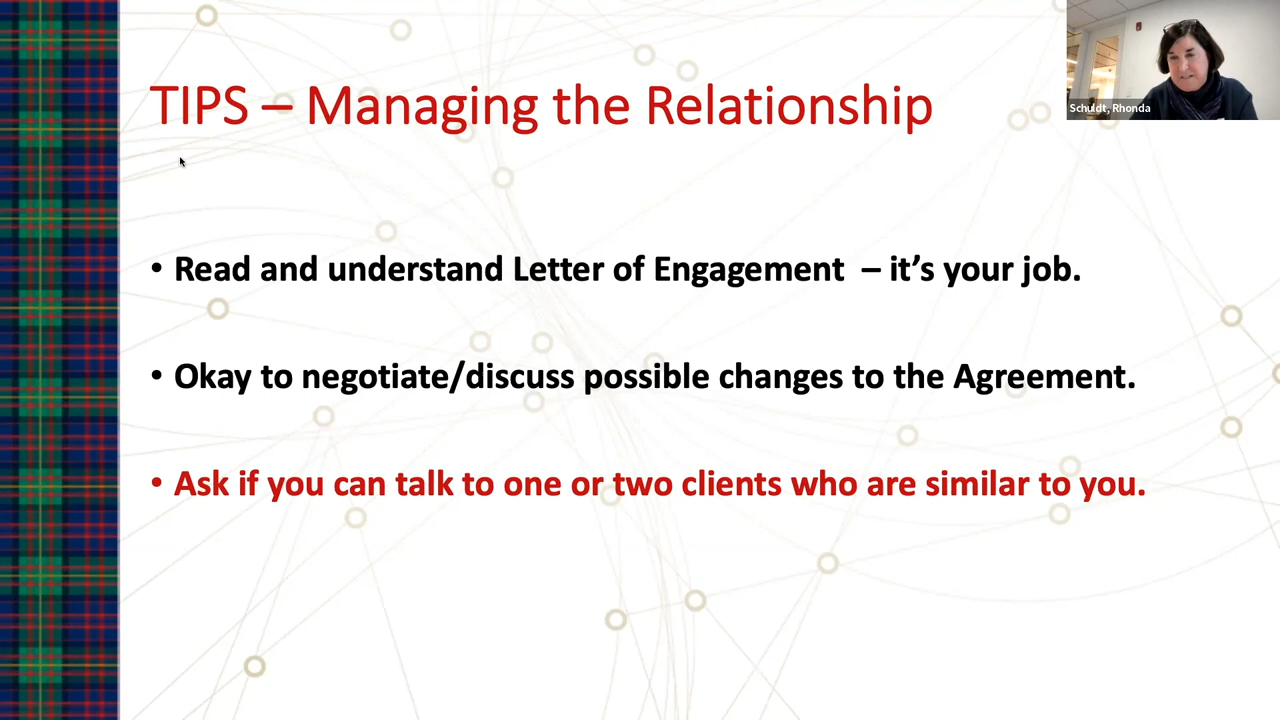 TIPS – Managing the Relationship
Schuldt, Rhonda
• Read and understand Letter of Engagement – it’s your job.
• Okay to negotiate/discuss possible changes to the Agreement.
• Ask if you can talk to one or two clients who are similar to you.